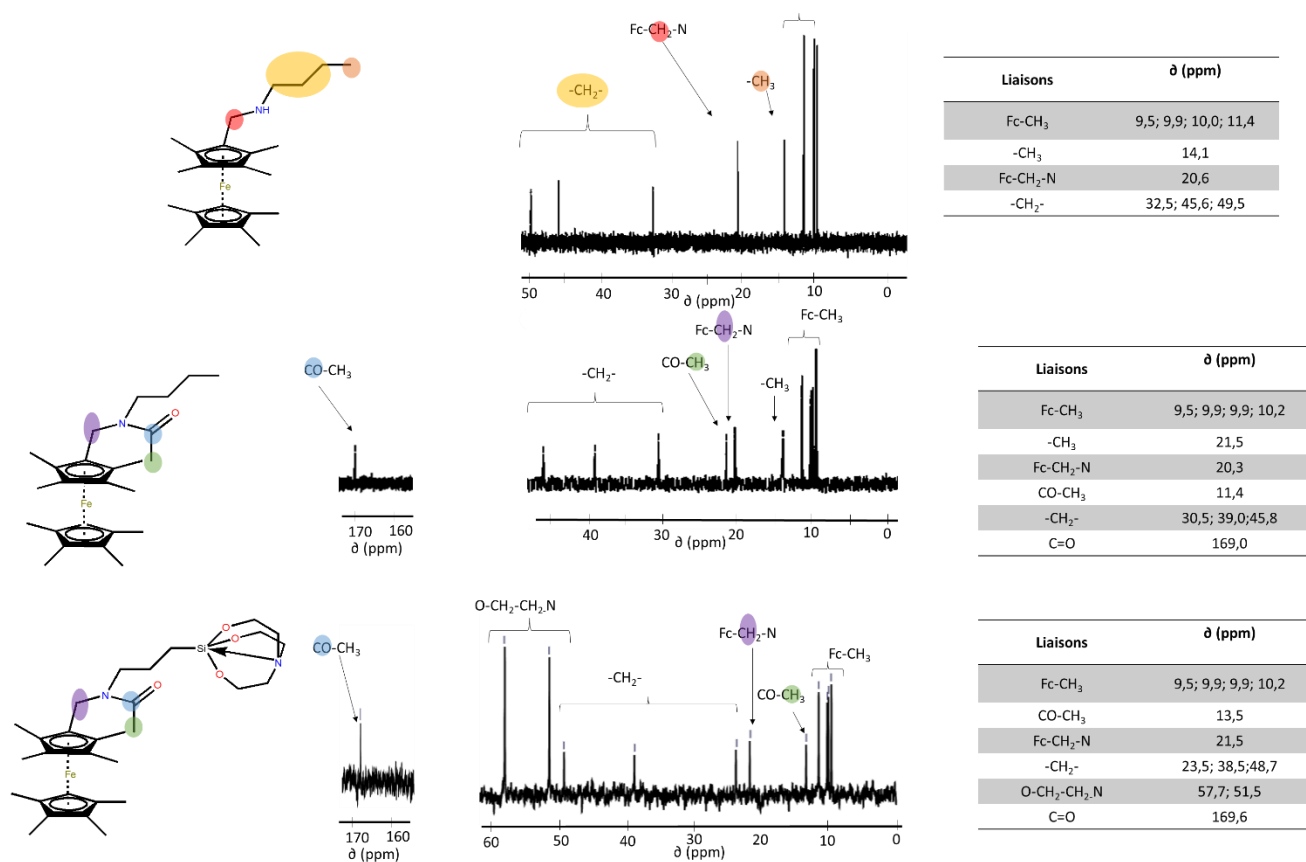 Fc-CH2-N
-CH3
-CH2-
NH
Fe
50 40 30 20 10 0
∂ (ppm)
Liaisons ∂ (ppm)
Fc-CH3 9,5; 9,9; 10,0; 11,4
-CH3 14,1
Fc-CH2-N 20,6
-CH2- 32,5; 45,6; 49,5
CO-CH3
-CH2-
CO-CH3
Fc-CH2-N
-CH3
Fc-CH3
N
O
Fe
170 160
∂ (ppm)
40 30 20 10 0
∂ (ppm)
Liaisons ∂ (ppm)
Fc-CH3 9,5; 9,9; 9,9; 10,2
-CH3 21,5
Fc-CH2-N 20,3
CO-CH3 11,4
-CH2- 30,5; 39,0;45,8
C=O 169,0
O
O
Si
N
O
N
O
Fe
CO-CH3
170 160
∂ (ppm)
O-CH2-CH2-N
-CH2-
Fc-CH2-N
CO-CH3
Fc-CH3
60 50 40 30 20 10 0
∂ (ppm)
Liaisons ∂ (ppm)
Fc-CH3 9,5; 9,9; 9,9; 10,2
CO-CH3 13,5
Fc-CH2-N 21,5
-CH2- 23,5; 38,5;48,7
O-CH2-CH2-N 57,7; 51,5
C=O 169,6